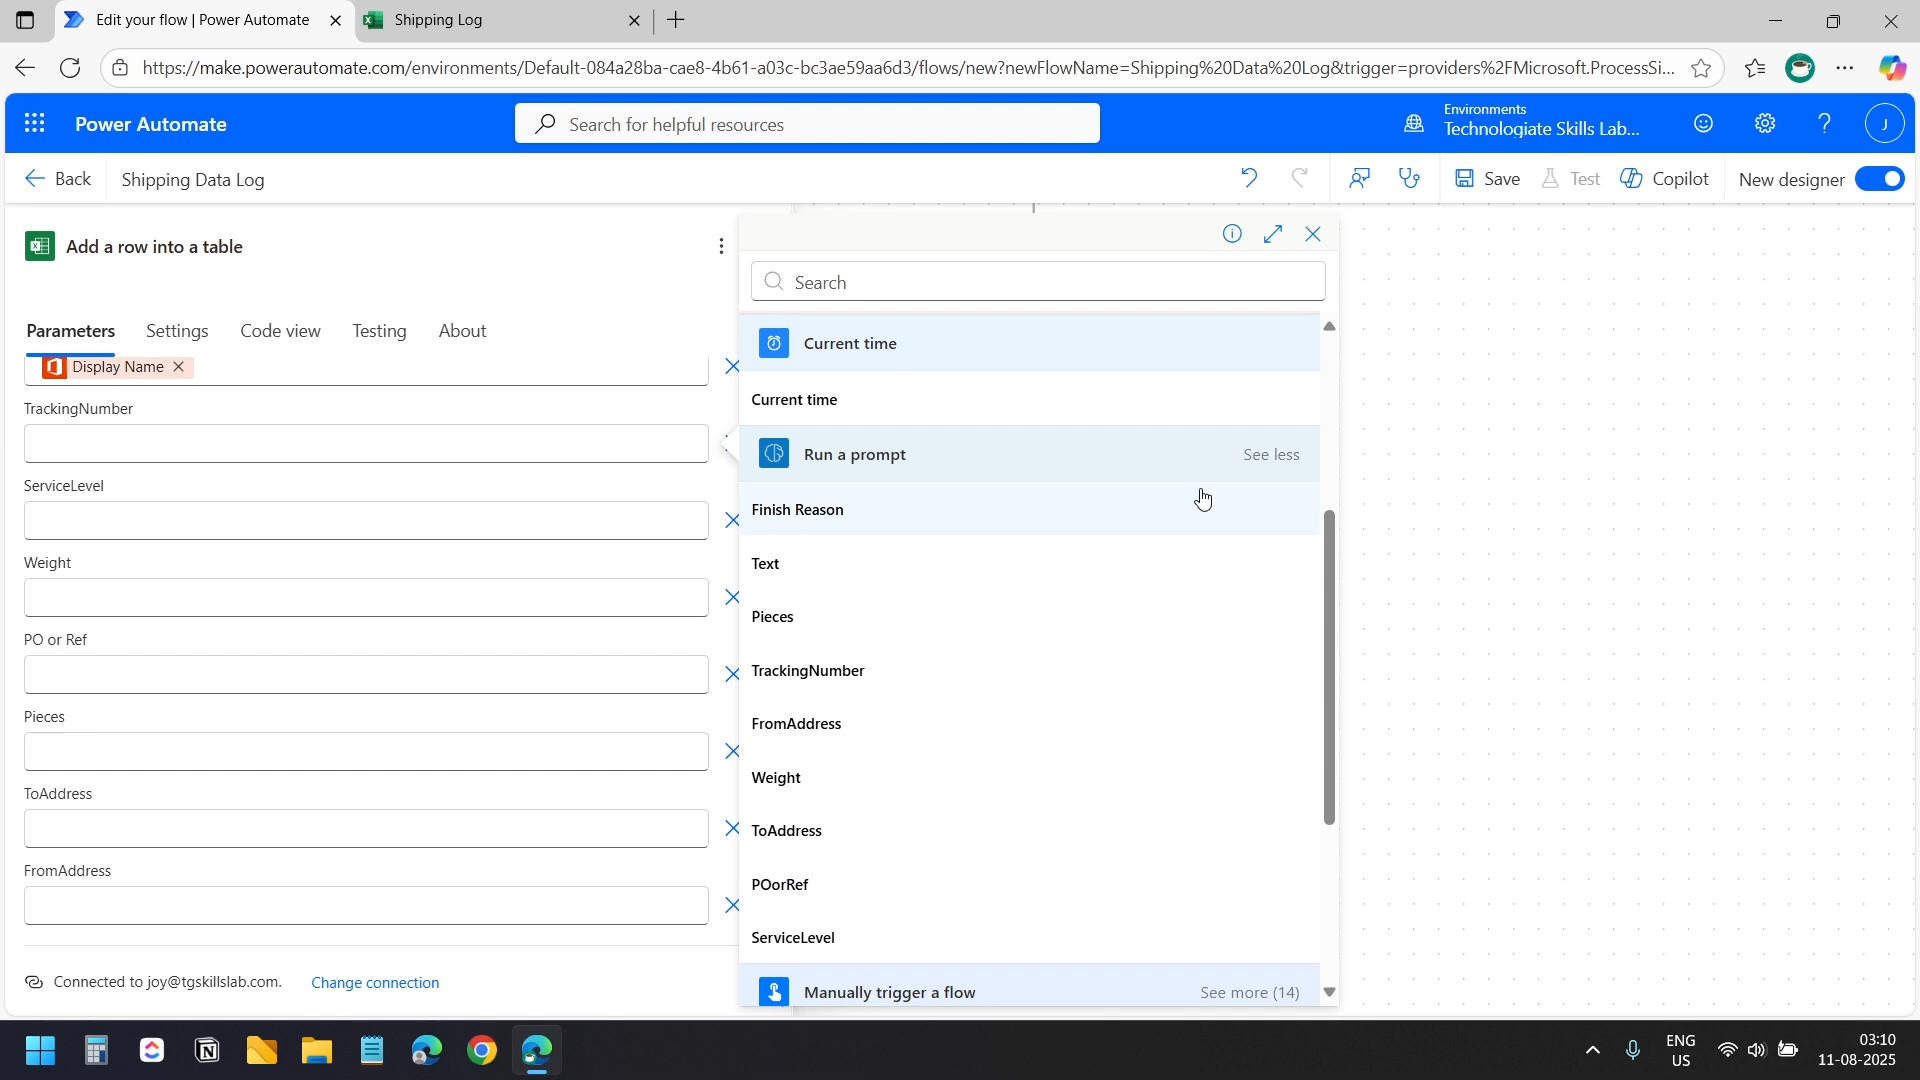 Edit your flow | Power Automate
Shipping Log
https://make.powerautomate.com/environments/Default-084a28ba-cae8-4b61-a03c-bc3ae59aa6d3/flows/new?newFlowName=Shipping%20Data%20Log&trigger=providers%2FMicrosoft.ProcessSi...
Power Automate
Search for helpful resources
Environments
Technologiate Skills Lab...
J
Back
Shipping Data Log
Save
Test
Copilot
New designer
Add a row into a table
Parameters
Settings
Code view
Testing
About
Display Name
TrackingNumber
ServiceLevel
Weight
PO or Ref
Pieces
ToAddress
FromAddress
Connected to joy@tgskillslab.com.
Change connection
Search
Current time
Current time
Run a prompt
See less
Finish Reason
Text
Pieces
TrackingNumber
FromAddress
Weight
ToAddress
POorRef
ServiceLevel
Manually trigger a flow
See more (14)
ENG
US
03:10
11-08-2025